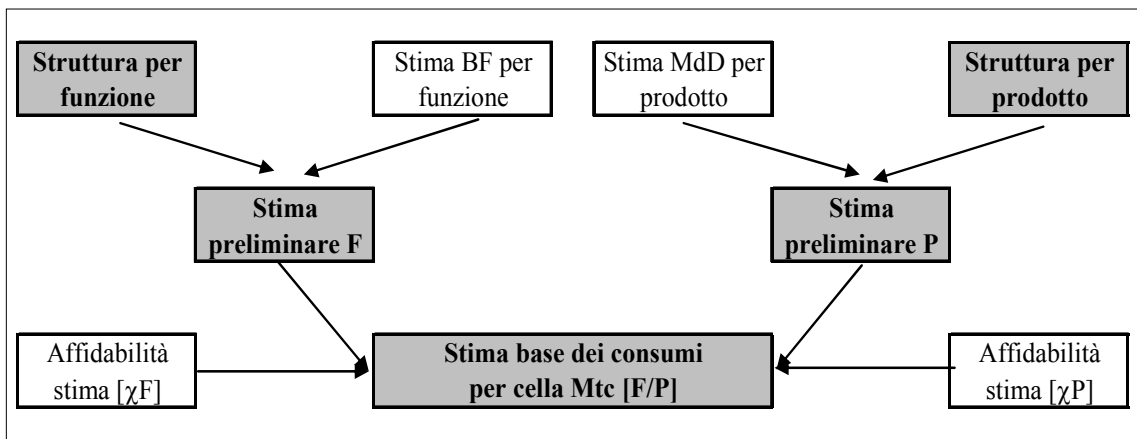 Struttura per
funzione
Stima BF per
funzione
Stima MdD per
prodotto
Struttura per
prodotto
Stima
preliminare F
Stima
preliminare P
Affidabilità
stima [χF]
Stima base dei consumi
per cella Mtc [F/P]
Affidabilità
stima [χP]